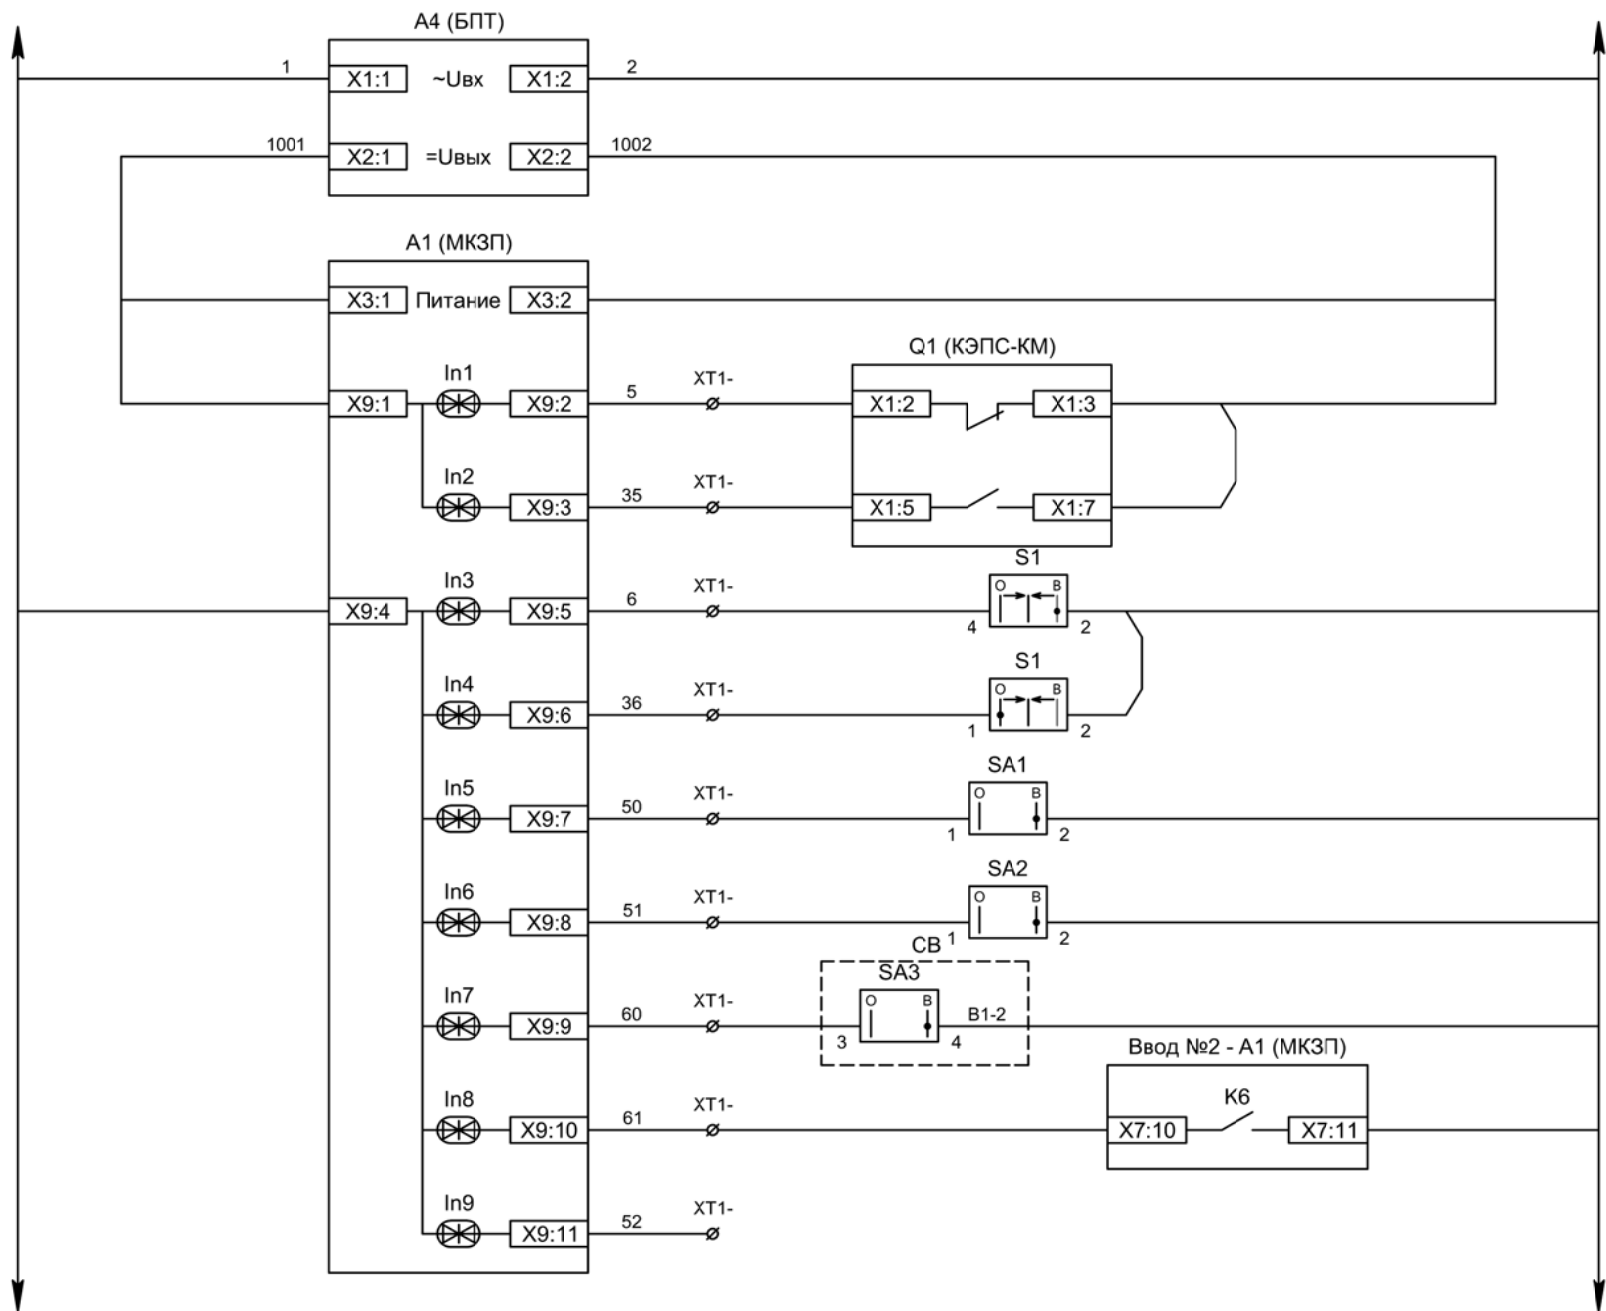 А4 (БПТ)
1 X1:1 ~Uвх X1:2 2
1001 X2:1 =Uвых X2:2 1002
А1 (МКЗП)
X3:1 Питание X3:2
Q1 (КЭПС-КМ)
In1 XT1-
X9:1 X9:2 5 X1:2 X1:3
In2 XT1-
X9:3 35 X1:5 X1:7
S1
In3 XT1- О В
X9:4 X9:5 6
4 2
S1
In4 XT1- О В
X9:6 36
1 2
SA1
In5 XT1- О В
X9:7 50
1 2
SA2
In6 XT1- О В
X9:8 51
1 2
СВ
SA3
In7 XT1- О В
X9:9 60 В1-2
3 4
Ввод №2 - А1 (МКЗП)
In8 XT1- K6
X9:10 61 X7:10 X7:11
In9 XT1-
X9:11 52